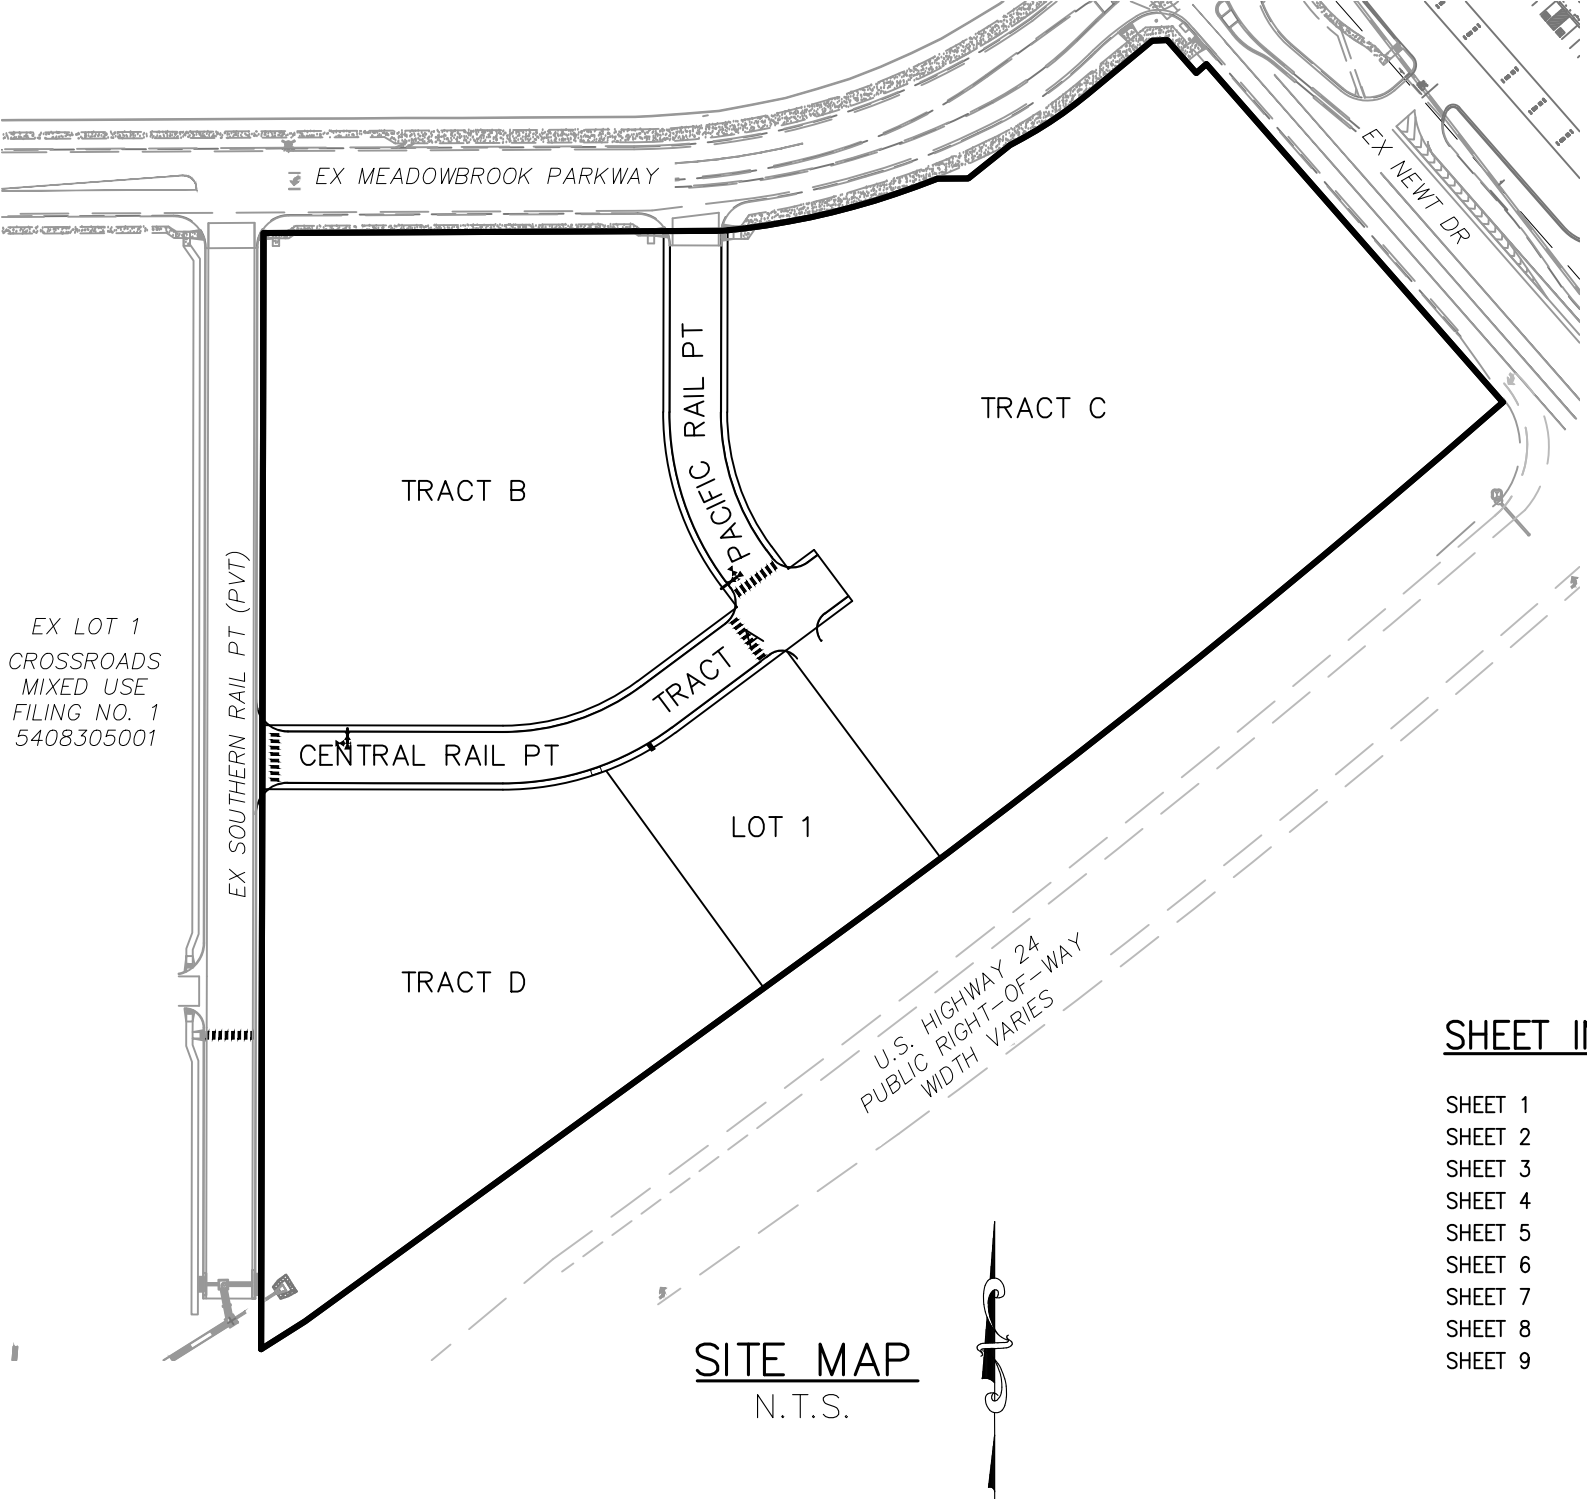 EX MEADOWBROOK PARKWAY
EX NEWT DR
PACIFIC RAIL PT
TRACT C
TRACT B
EX LOT 1
CROSSROADS
MIXED USE
FILING NO. 1
5408305001
EX SOUTHERN RAIL PT (PVT)
TRACT A
CENTRAL RAIL PT
LOT 1
TRACT D
U.S. HIGHWAY 24
PUBLIC RIGHT-OF-WAY
WIDTH VARIES
SITE MAP
N.T.S.
SHEET
SHEET 1
SHEET 2
SHEET 3
SHEET 4
SHEET 5
SHEET 6
SHEET 7
SHEET 8
SHEET 9